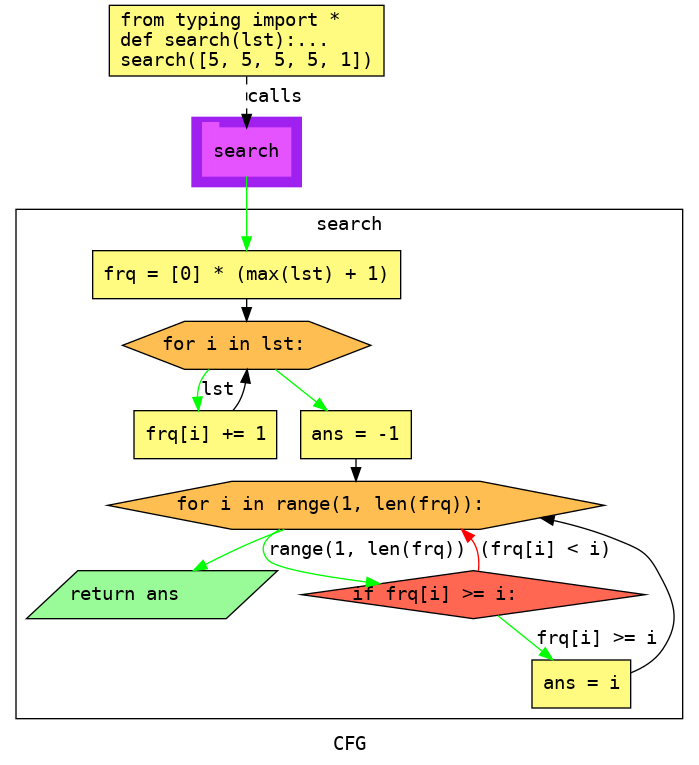 from typing import *
def search(lst):...
search([5, 5, 5, 5, 1])
calls
search
search
frq = [0] * (max(lst) + 1)
for i in lst:
lst
frq[i] += 1
ans = -1
for i in range(1, len(frq)):
range(1, len(frq))
(frq[i] < i)
return ans
if frq[i] >= i:
frq[i] >= i
ans = i
CFG